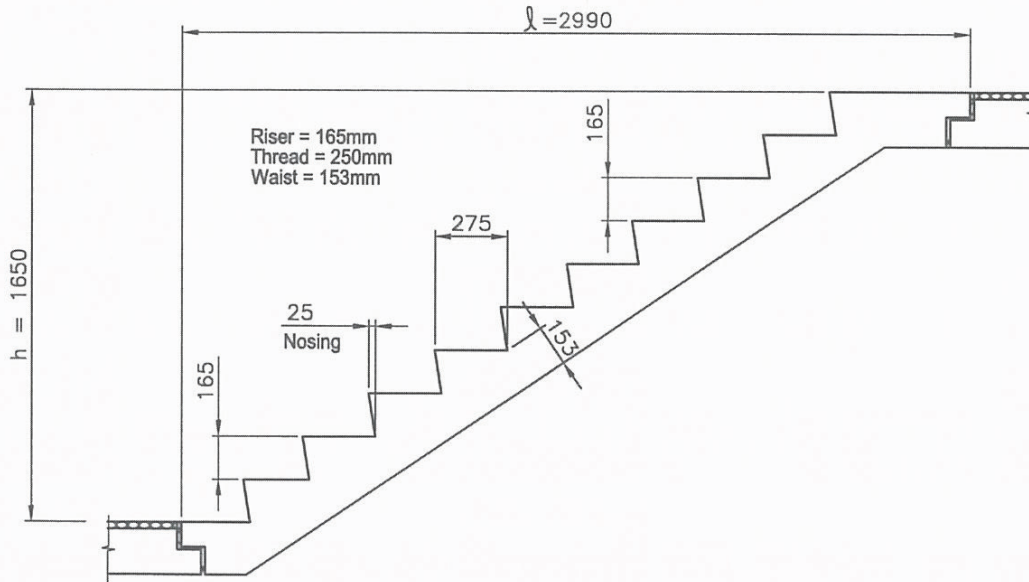 ℓ=2990
Riser = 165mm
Thread = 250mm
Waist = 153mm
165
275
h = 1650
25
Nosing
153
165